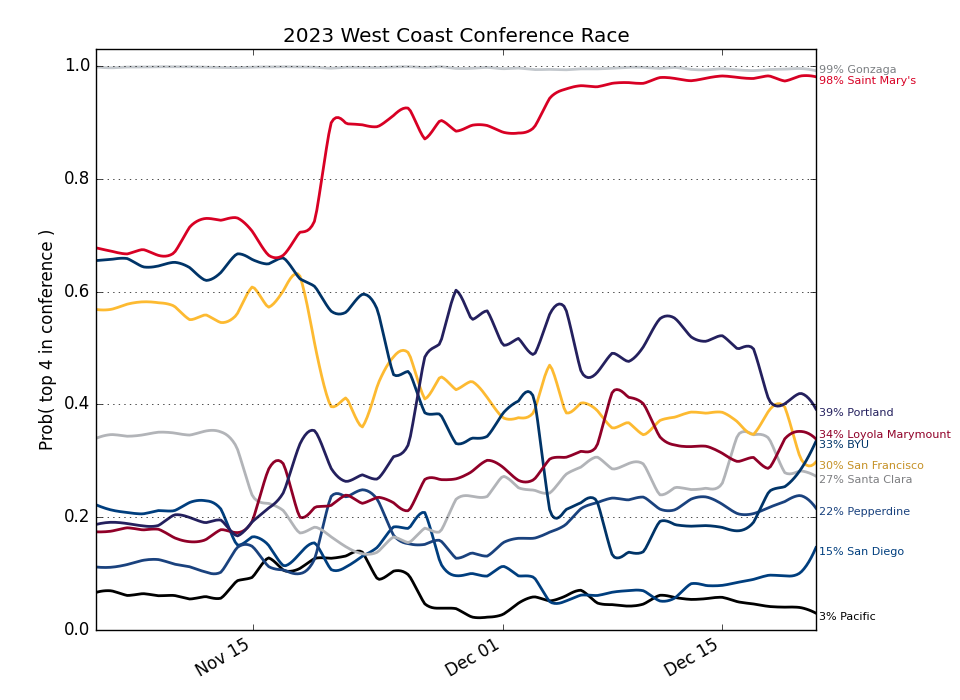 2023 West Coast Conference Race
Prob( top 4 in conference )
1.0
0.8
0.6
0.4
0.2
0.0
Nov 15
Dec 01
Dec 15
99% Gonzaga
98% Saint Mary's
39% Portland
34% Loyola Marymount
33% BYU
30% San Francisco
27% Santa Clara
22% Pepperdine
15% San Diego
3% Pacific